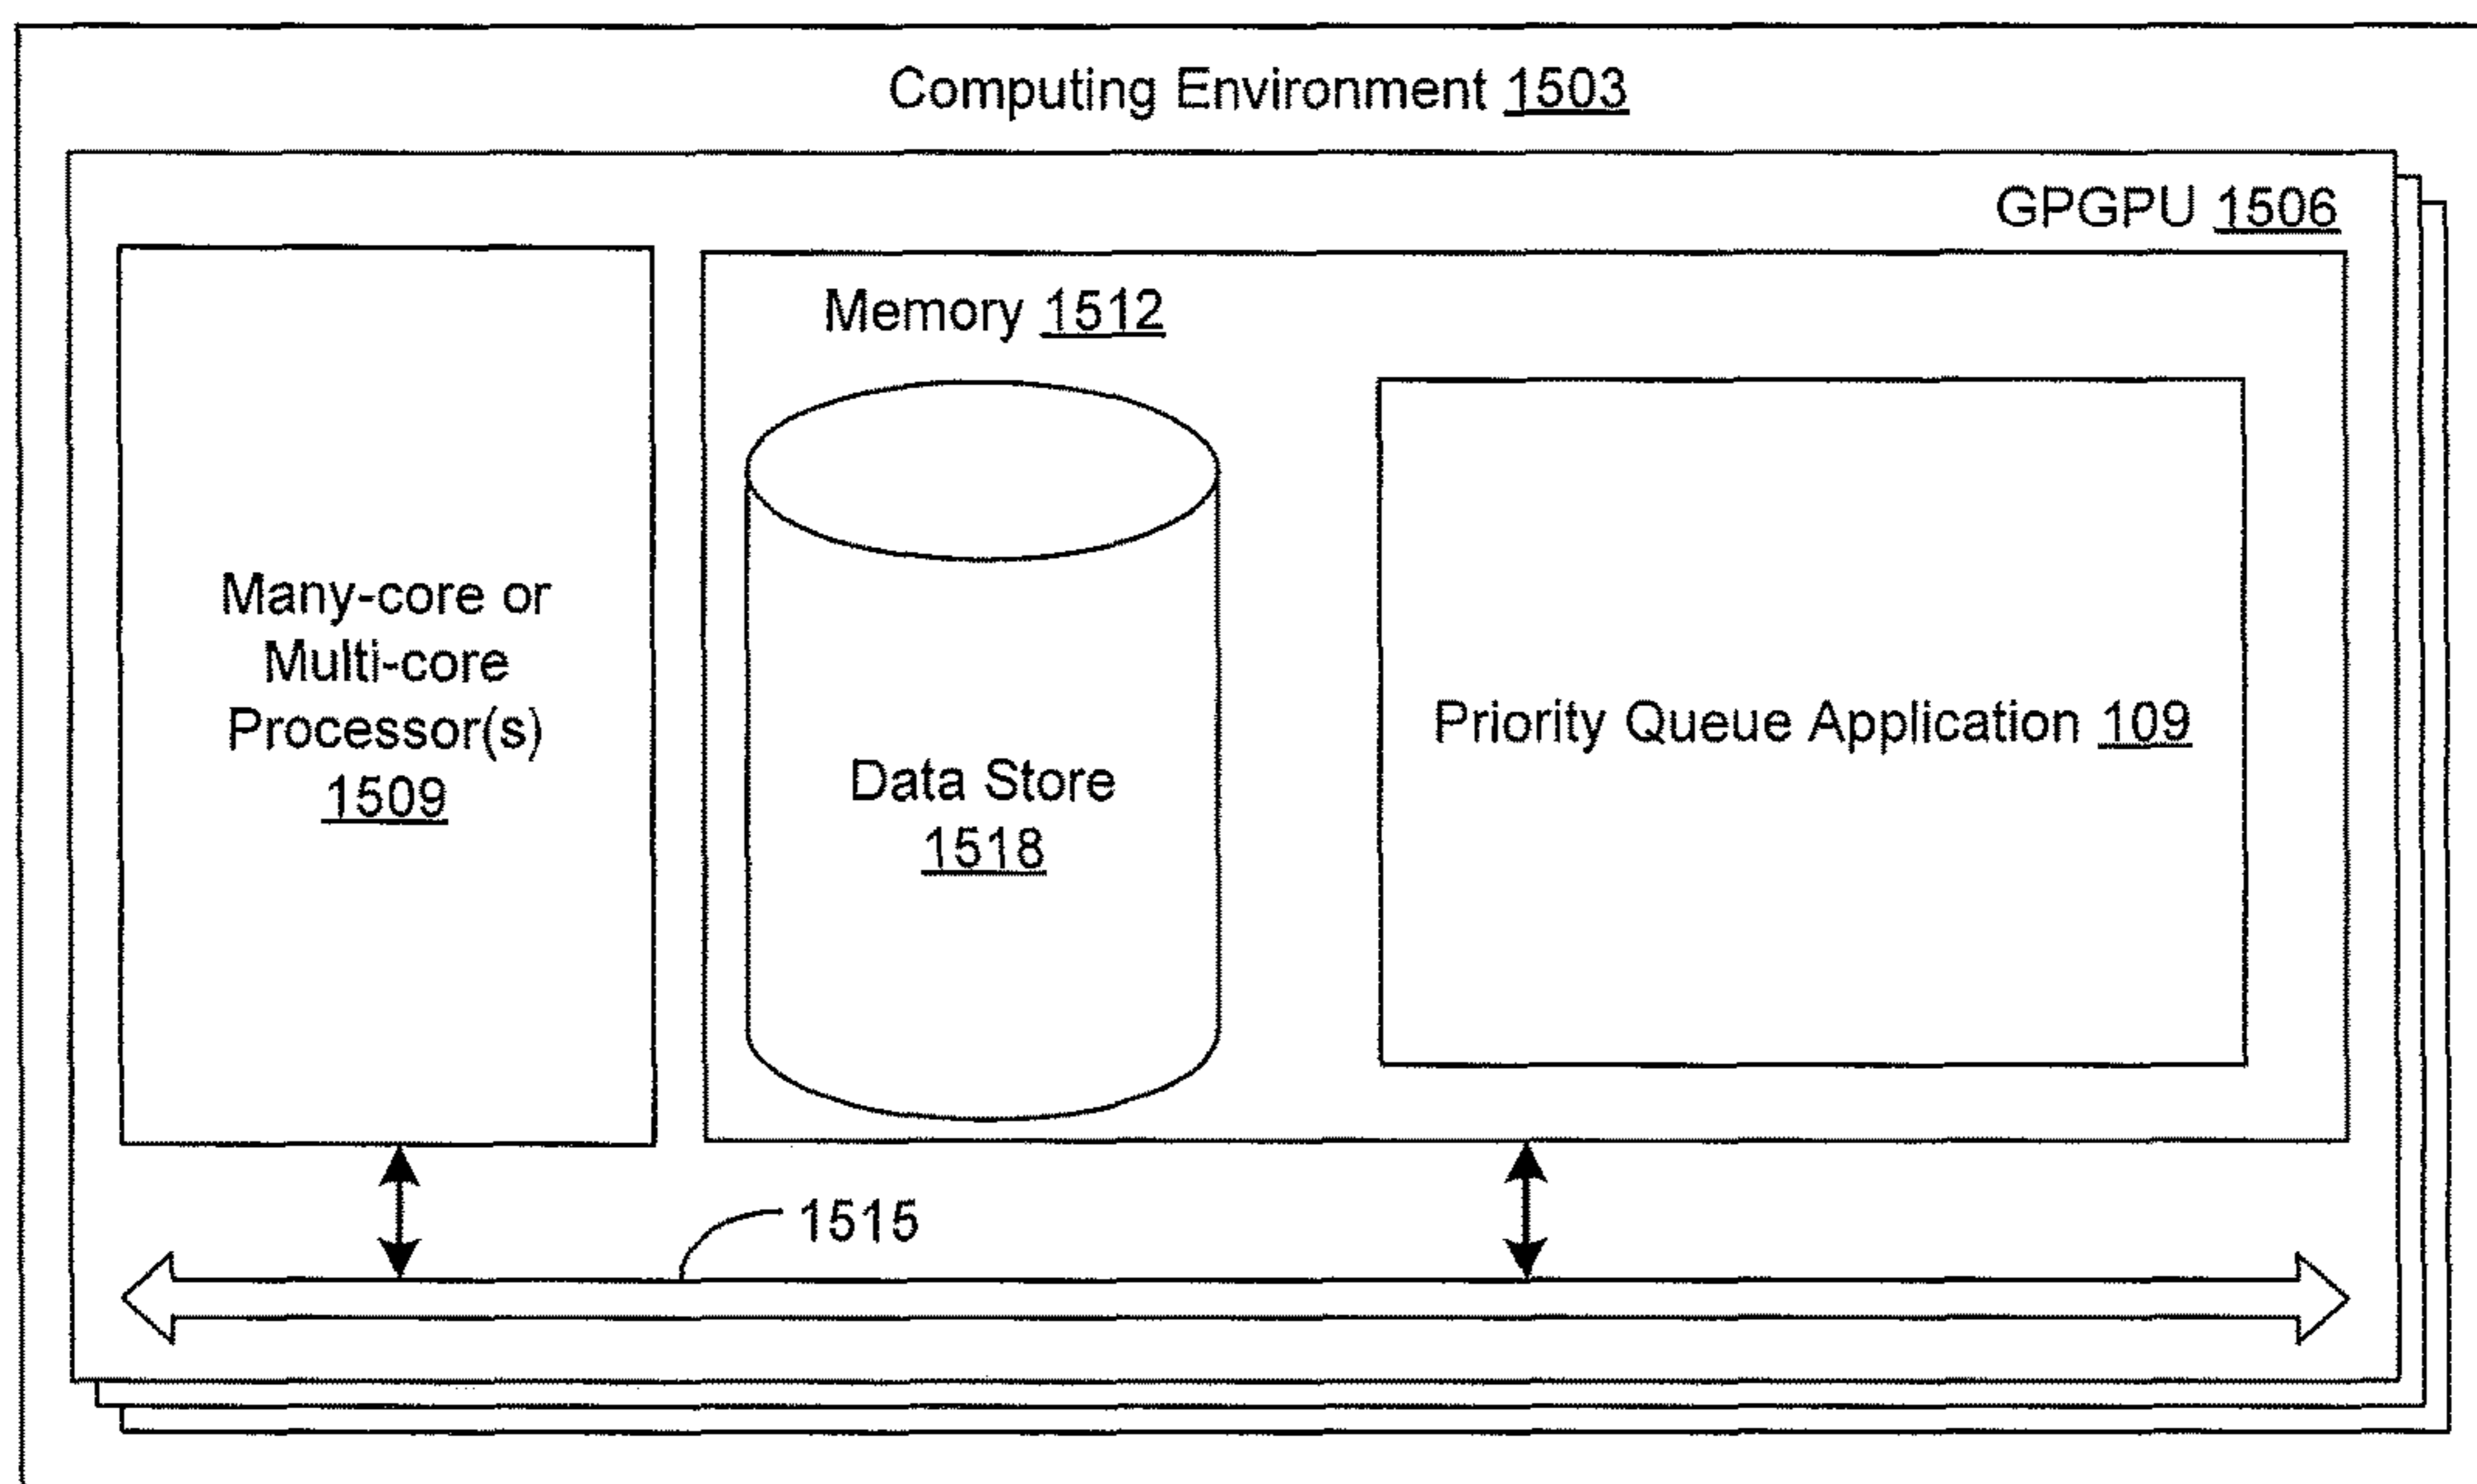 Computing Environment 1503
GPGPU 1506
Memory 1512
Many-core or
Multi-core
Processor(s)
1509
Data Store
1518
Priority Queue Application 109
1515